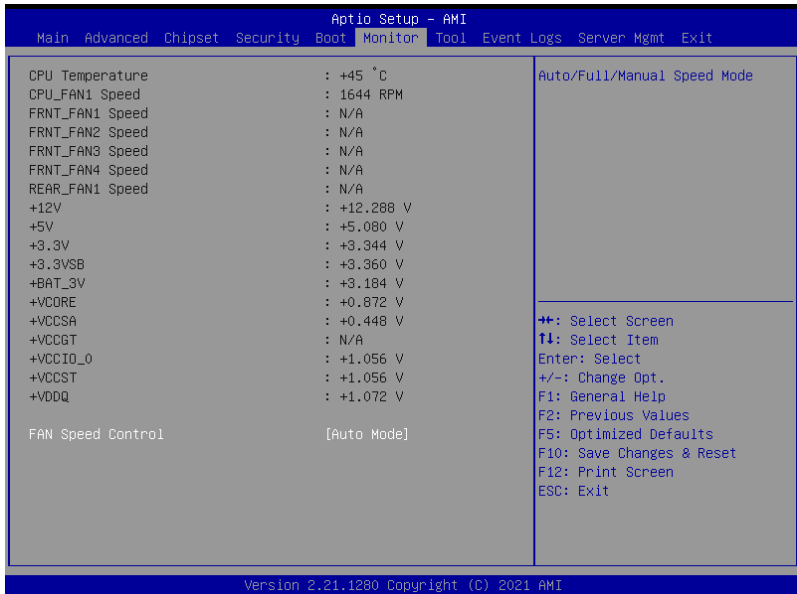 Aptio Setup – AMI
Main Advanced Chipset Security Boot Monitor Tool Event Logs Server Mgmt Exit
CPU Temperature : +45 °C
CPU_FAN1 Speed : 1644 RPM
FRNT_FAN1 Speed : N/A
FRNT_FAN2 Speed : N/A
FRNT_FAN3 Speed : N/A
FRNT_FAN4 Speed : N/A
REAR_FAN1 Speed : N/A
+12V : +12.288 V
+5V : +5.080 V
+3.3V : +3.344 V
+3.3VSB : +3.360 V
+BAT_3V : +3.184 V
+VCORE : +0.872 V
+VCCSA : +0.448 V
+VCCGT : N/A
+VCCIO_0 : +1.056 V
+VCCST : +1.056 V
+VDDQ : +1.072 V
FAN Speed Control [Auto Mode]
Auto/Full/Manual Speed Mode
→←: Select Screen
↑↓: Select Item
Enter: Select
+/-: Change Opt.
F1: General Help
F2: Previous Values
F5: Optimized Defaults
F10: Save Changes & Reset
F12: Print Screen
ESC: Exit
Version 2.21.1280 Copyright (C) 2021 AMI